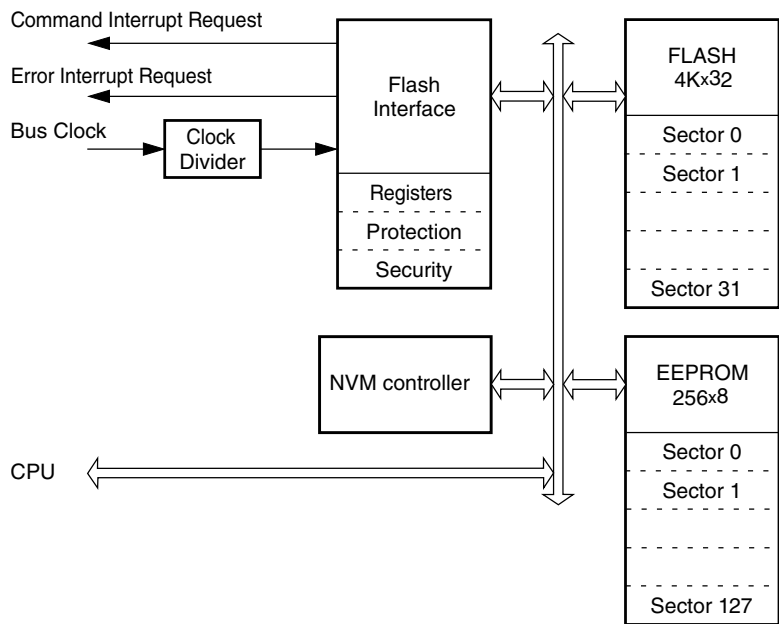 Command Interrupt Request
Error Interrupt Request
Bus Clock
Clock
Divider
Flash
Interface
Registers
Protection
Security
FLASH
4Kx32
Sector 0
Sector 1
Sector 31
NVM controller
EEPROM
256x8
Sector 0
Sector 1
Sector 127
CPU